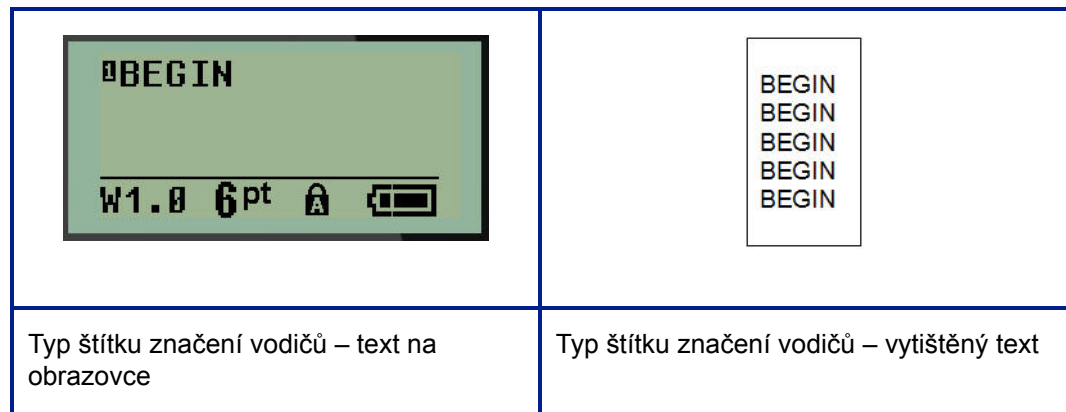 1BEGIN
W1.0 6pt A
BEGIN
BEGIN
BEGIN
BEGIN
BEGIN
Typ štítku značení vodičů – text na
obrazovce
Typ štítku značení vodičů – vytištěný text